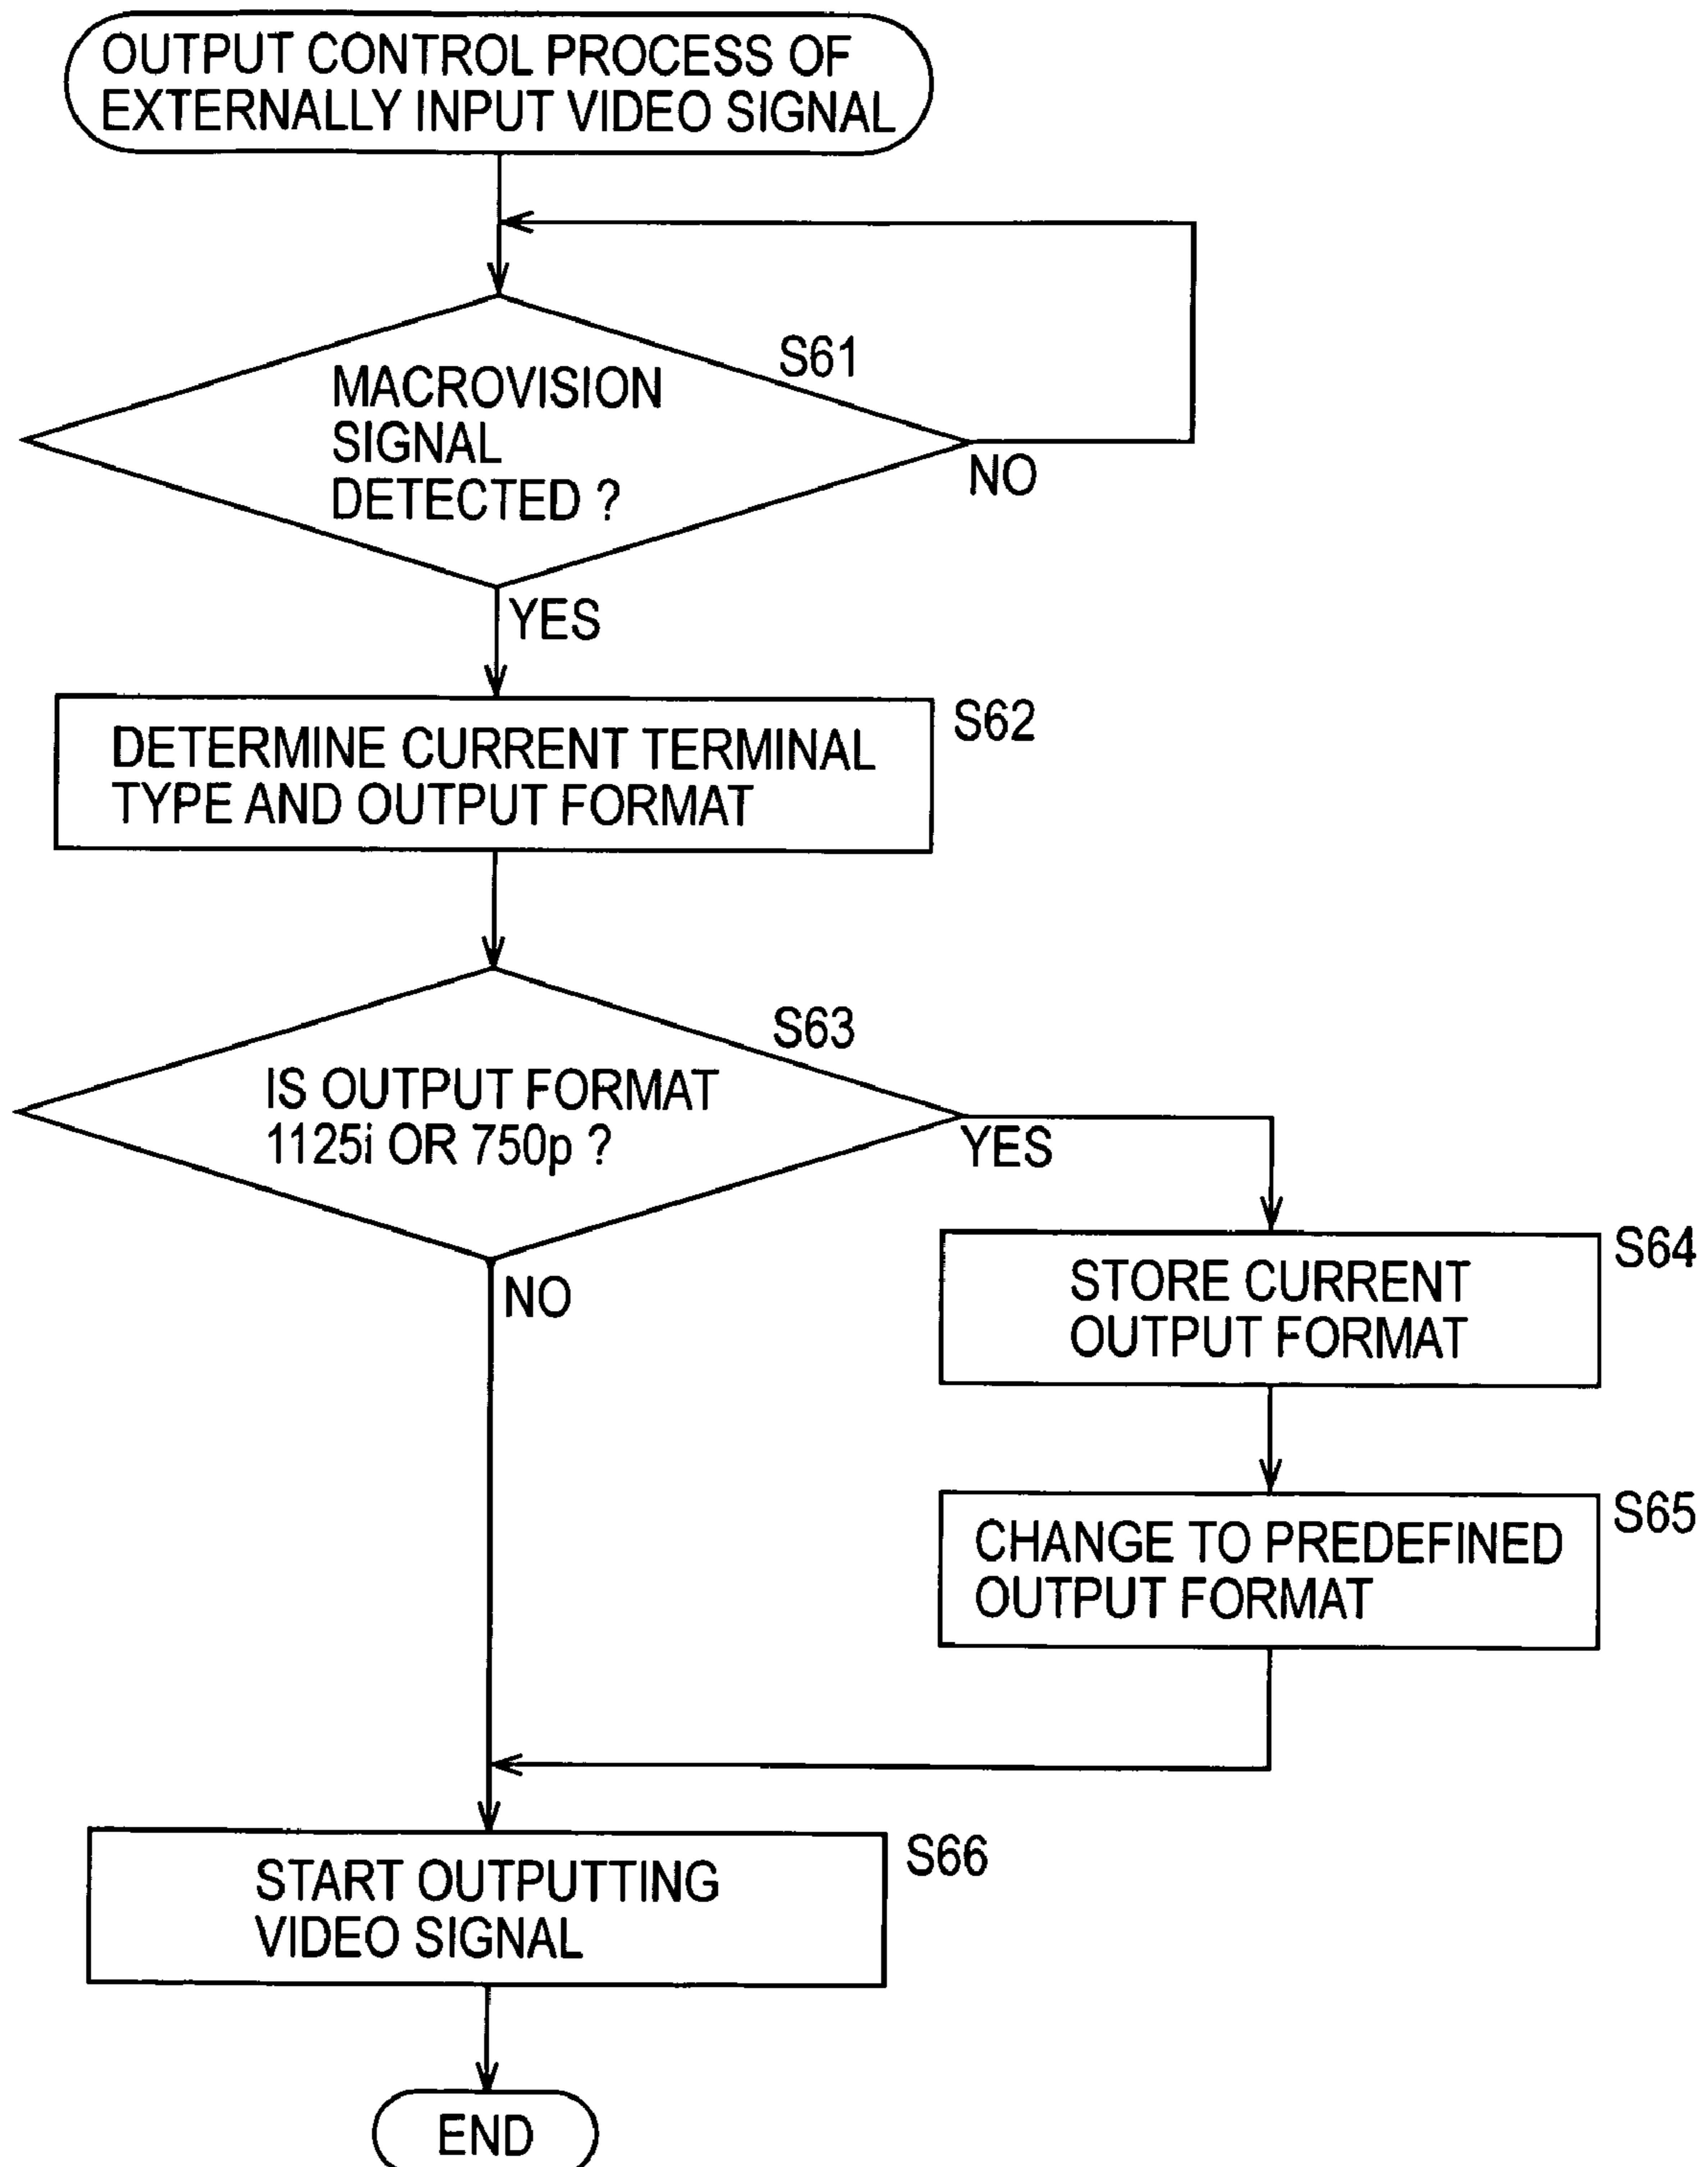 OUTPUT CONTROL PROCESS OF
EXTERNALLY INPUT VIDEO SIGNAL
S61
MACROVISION
SIGNAL
DETECTED ?
NO
YES
S62
DETERMINE CURRENT TERMINAL
TYPE AND OUTPUT FORMAT
S63
IS OUTPUT FORMAT
1125i OR 750p ?
YES
NO
S64
STORE CURRENT
OUTPUT FORMAT
S65
CHANGE TO PREDEFINED
OUTPUT FORMAT
S66
START OUTPUTTING
VIDEO SIGNAL
END